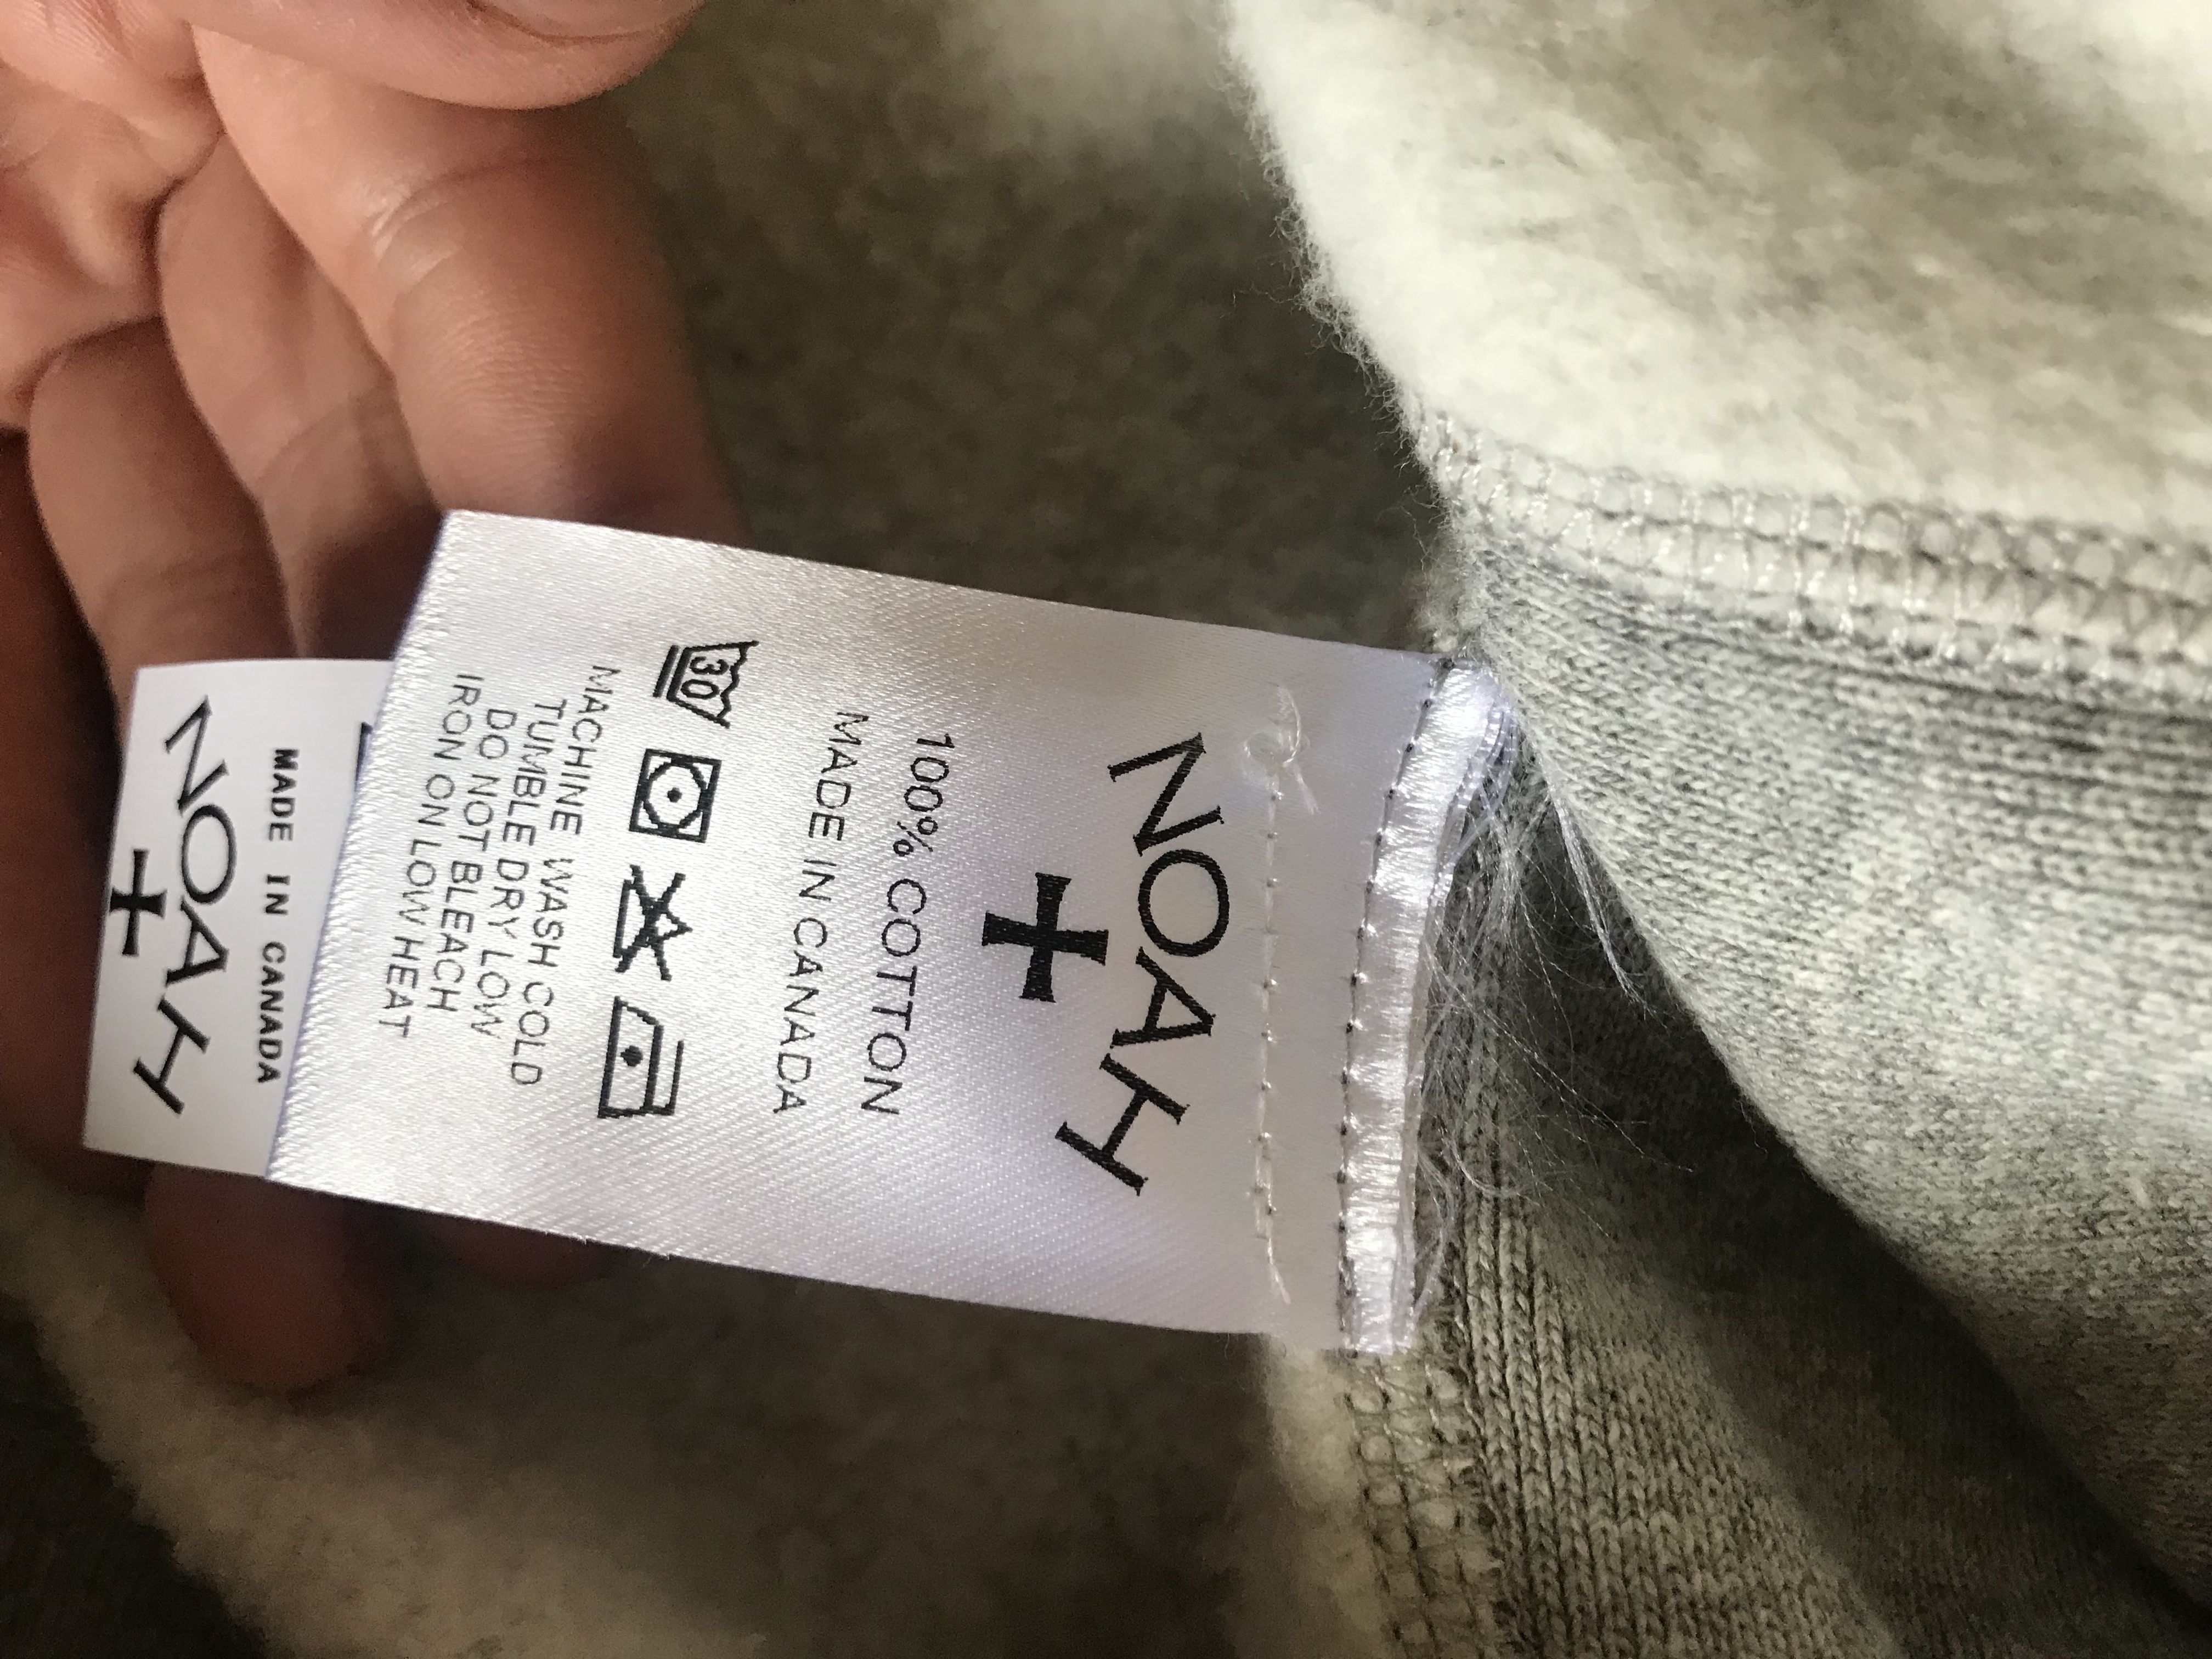 NOAH
100% COTTON
MADE IN CANADA
30
MACHINE WASH COLD
TUMBLE DRY LOW
DO NOT BLEACH
IRON ON LOW HEAT
MADE IN CANADA
NOAH